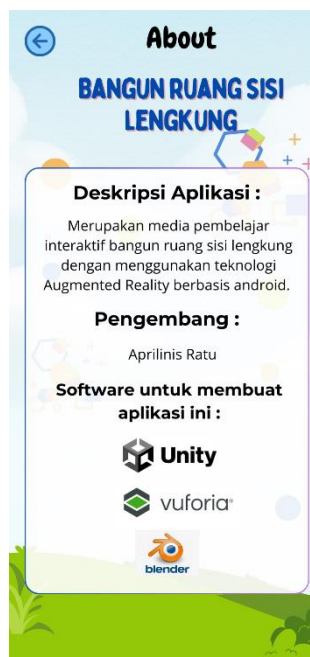 About
BANGUN RUANG SISI
LENGKUNG
Deskripsi Aplikasi :
Merupakan media pembelajar
interaktif bangun ruang sisi lengkung
dengan menggunakan teknologi
Augmented Reality berbasis android.
Pengembang :
Aprilinis Ratu
Software untuk membuat
aplikasi ini :
Unity
vuforia®
blender